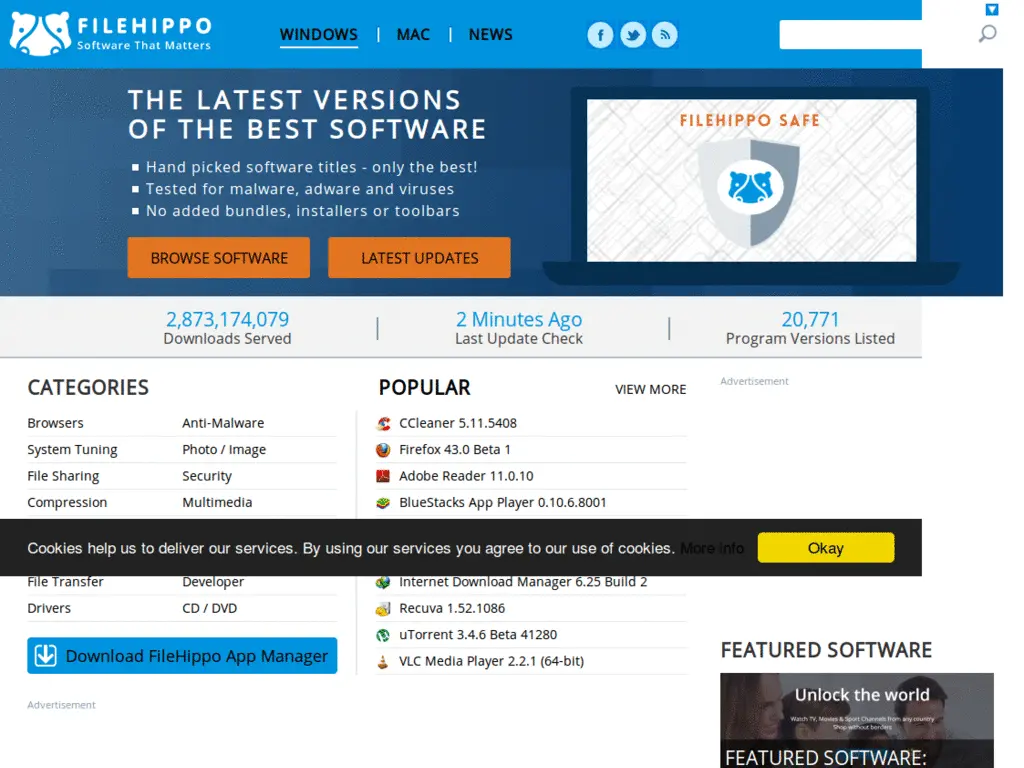 FILEHIPPO
Software That Matters
WINDOWS | MAC | NEWS
THE LATEST VERSIONS
OF THE BEST SOFTWARE
Hand picked software titles - only the best!
Tested for malware, adware and viruses
No added bundles, installers or toolbars
BROWSE SOFTWARE
LATEST UPDATES
FILEHIPPO SAFE
2,873,174,079
Downloads Served
2 Minutes Ago
Last Update Check
20,771
Program Versions Listed
CATEGORIES
Browsers
Anti-Malware
System Tuning
Photo / Image
File Sharing
Security
Compression
Multimedia
POPULAR
VIEW MORE
CCleaner 5.11.5408
Firefox 43.0 Beta 1
Adobe Reader 11.0.10
BlueStacks App Player 0.10.6.8001
Advertisement
Cookies help us to deliver our services. By using our services you agree to our use of cookies. More info
Okay
File Transfer
Developer
Drivers
CD / DVD
Internet Download Manager 6.25 Build 2
Recuva 1.52.1086
uTorrent 3.4.6 Beta 41280
VLC Media Player 2.2.1 (64-bit)
Download FileHippo App Manager
Advertisement
FEATURED SOFTWARE
Unlock the world
Watch TV, Movies & Sport Channels from any country
Shop without borders
FEATURED SOFTWARE: